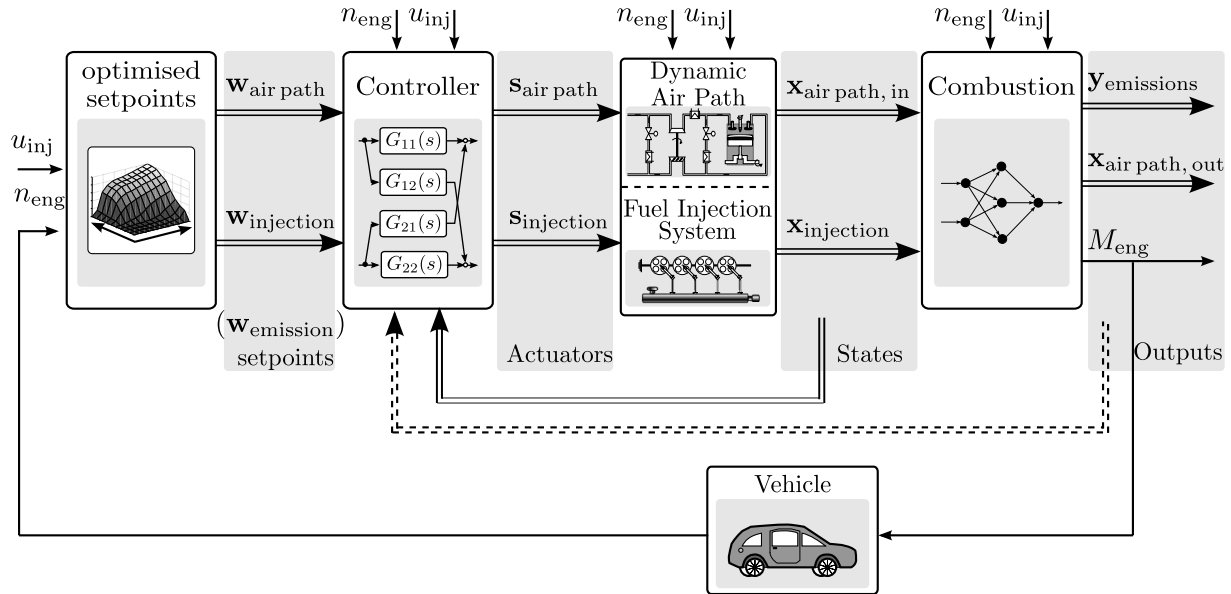 n_eng u_inj
n_eng u_inj
n_eng u_inj
optimised
setpoints
u_inj
n_eng
w_air path
w_injection
(w_emission)
setpoints
Controller
G_11(s)
G_12(s)
G_21(s)
G_22(s)
s_air path
s_injection
Actuators
Dynamic
Air Path
Fuel Injection
System
x_air path, in
x_injection
States
Combustion
y_emissions
x_air path, out
M_eng
Outputs
Vehicle